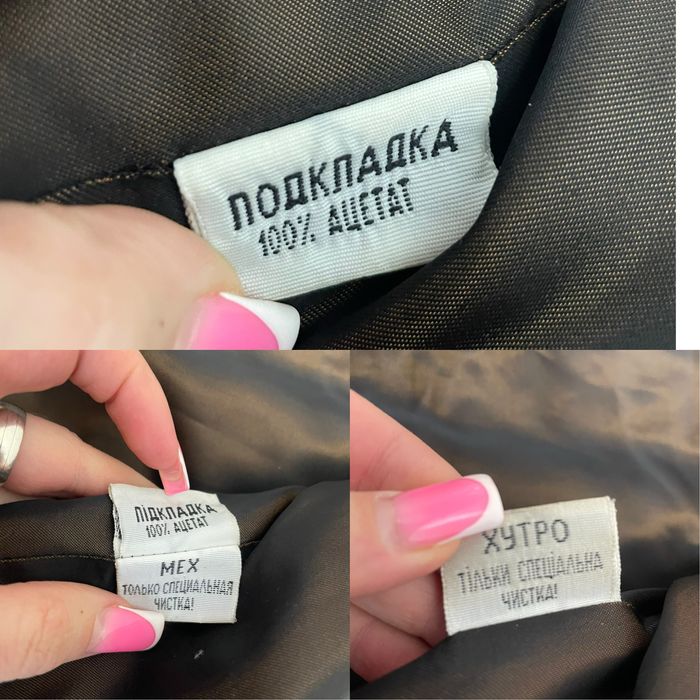 ПОДКЛАДКА
100% АЦЕТАТ
ПІДКЛАДКА
100% АЦЕТАТ
МЕХ
ТОЛЬКО СПЕЦИАЛЬНАЯ
ЧИСТКА!
ХУТРО
ТІЛЬКИ СПЕЦІАЛЬНА
ЧИСТКА!